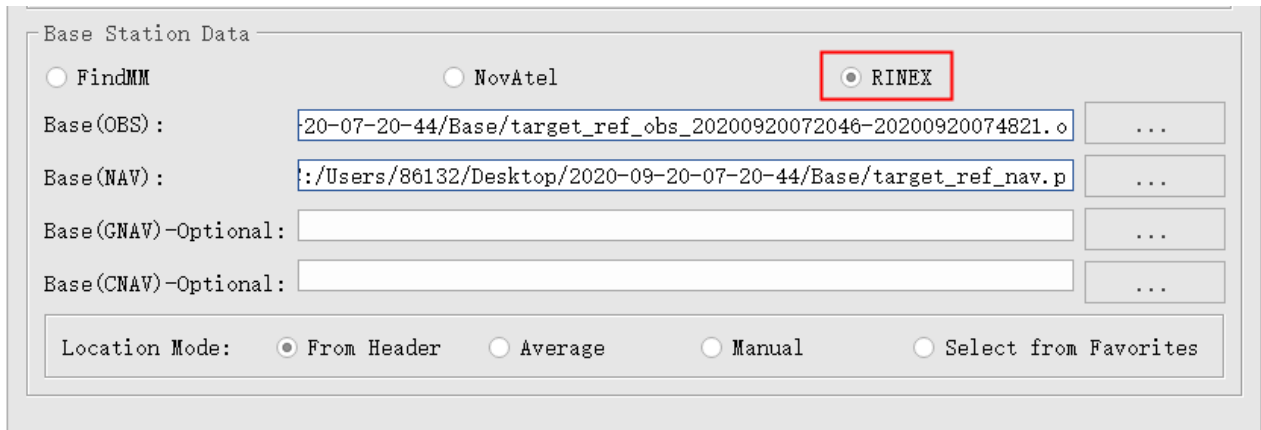 Base Station Data
FindMM NovAtel RINEX
Base(OBS): -20-07-20-44/Base/target_ref_obs_20200920072046-20200920074821.o ...
Base(NAV): :/Users/86132/Desktop/2020-09-20-07-20-44/Base/target_ref_nav.p ...
Base(GNAV)-Optional: ...
Base(CNAV)-Optional: ...
Location Mode: From Header Average Manual Select from Favorites